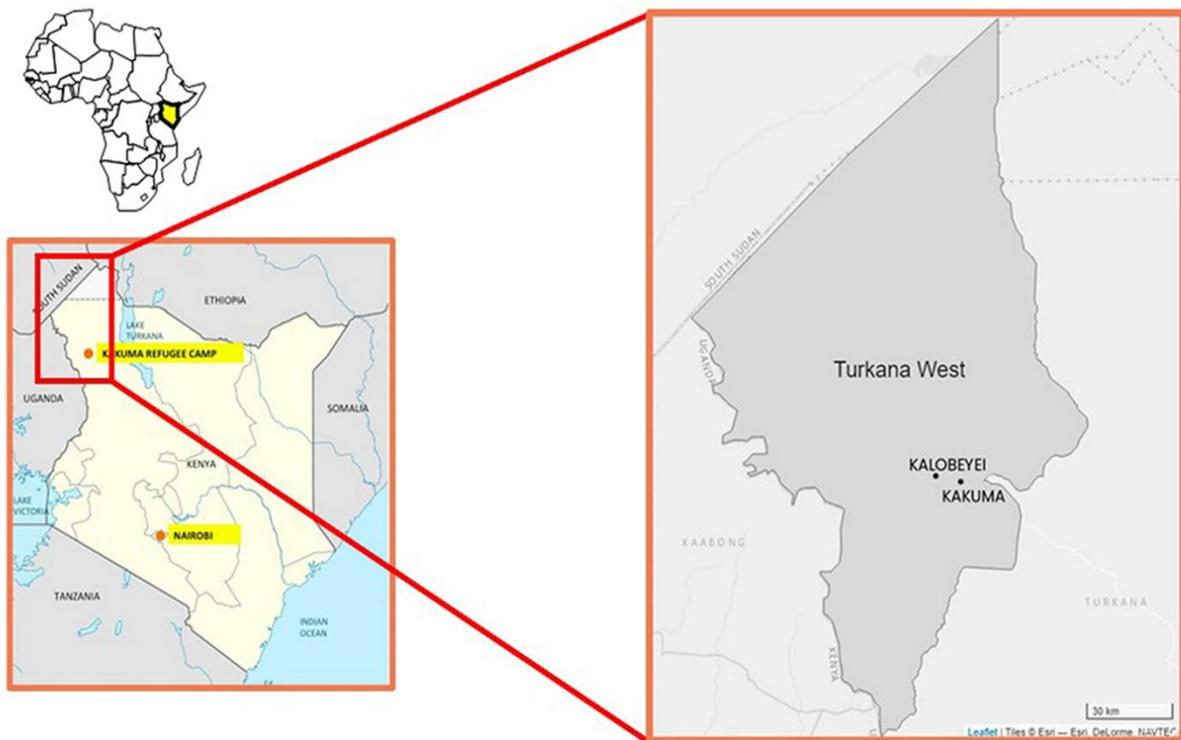 SOUTH SUDAN
ETHIOPIA
LAKE
TURKANA
KAKUMA REFUGEE CAMP
UGANDA
SOMALIA
KENYA
LAKE
VICTORIA
NAIROBI
TANZANIA
INDIAN
OCEAN
SOUTH SUDAN
UGANDA
Turkana West
KALOBEYEI
KAKUMA
KAABONG
TURKANA
KENYA
30 km
Leaflet | Tiles © Esri — Esri, DeLorme, NAVTEC